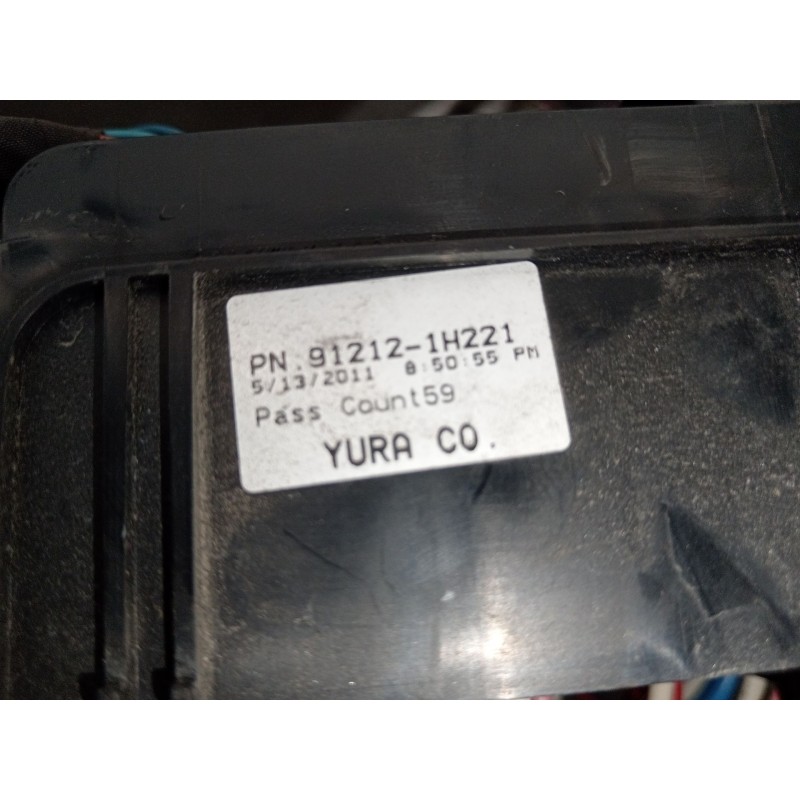 PN.91212-1H221
5/13/2011 8:50:55 PM
Pass Count59
YURA CO.